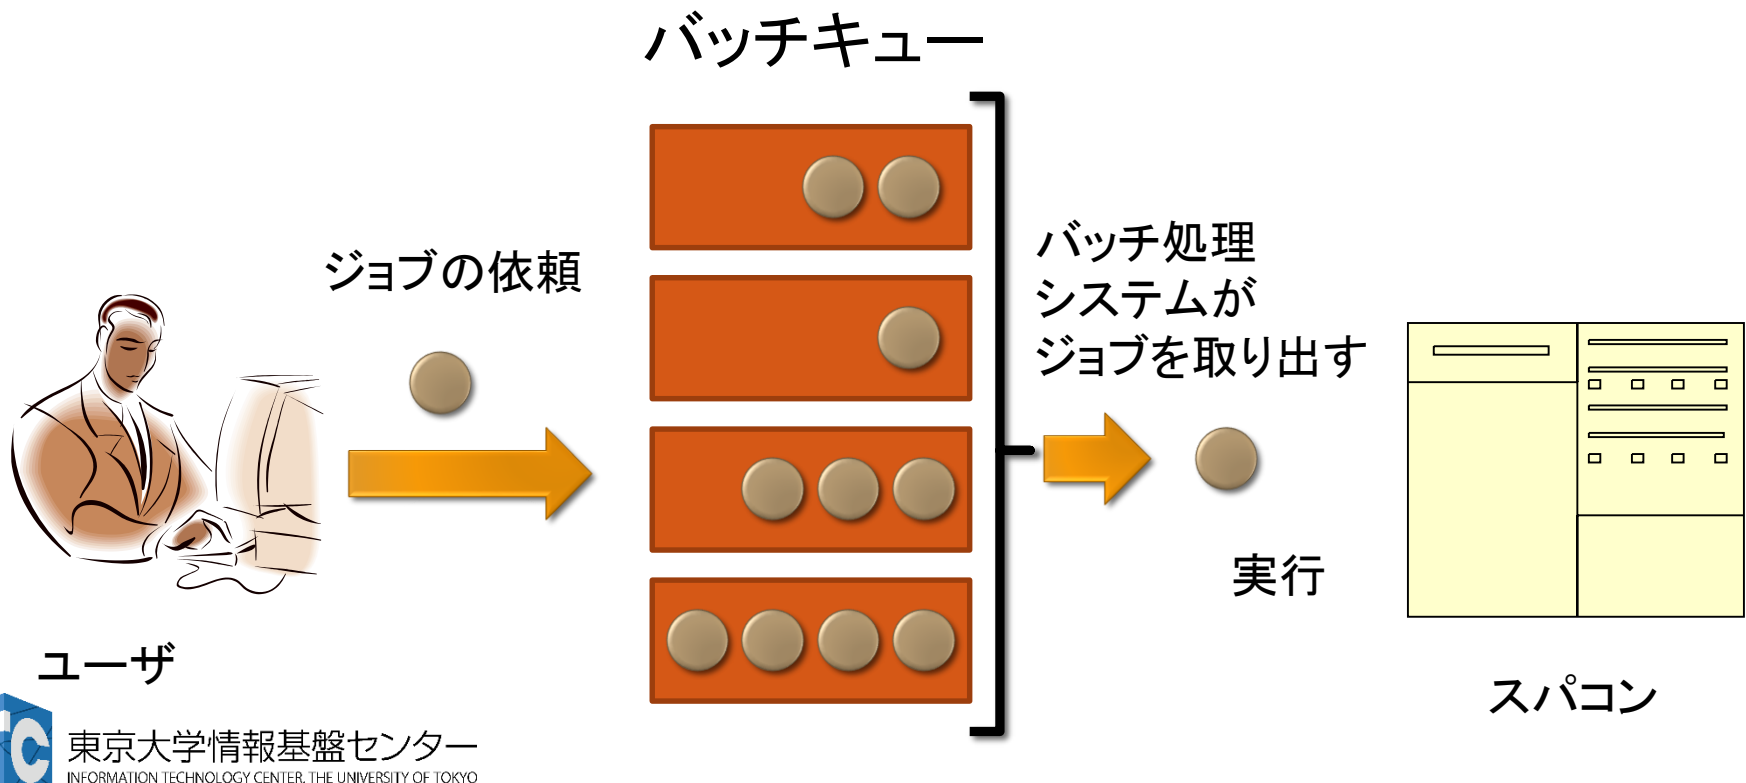 バッチキュー
ジョブの依頼
バッチ処理
システムが
ジョブを取り出す
実行
ユーザ
スパコン
東京大学情報基盤センター
INFORMATION TECHNOLOGY CENTER, THE UNIVERSITY OF TOKYO